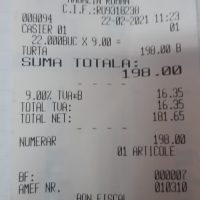 C.I.F.:RO9318230
008094 22-02-2021 11:23
CASIER 01 01
22.000BUC X 9.00 =
TURTA 198.00 B
SUMA TOTALA:
198.00
9.00% TVA*B 16.35
TOTAL TVA: 16.35
TOTAL NET: 181.65
NUMERAR 198.00
01 ARTICOLE
BF: 000007
AMEF NR. 010310
BON FISCAL